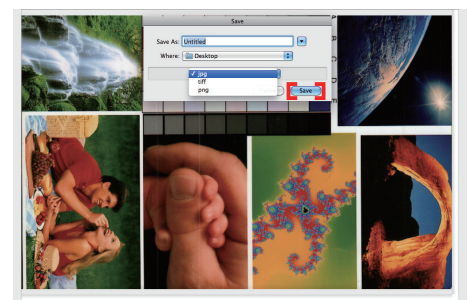 Save
Save As: Untitled
Where: Desktop
✓ jpg
tiff
png
Save